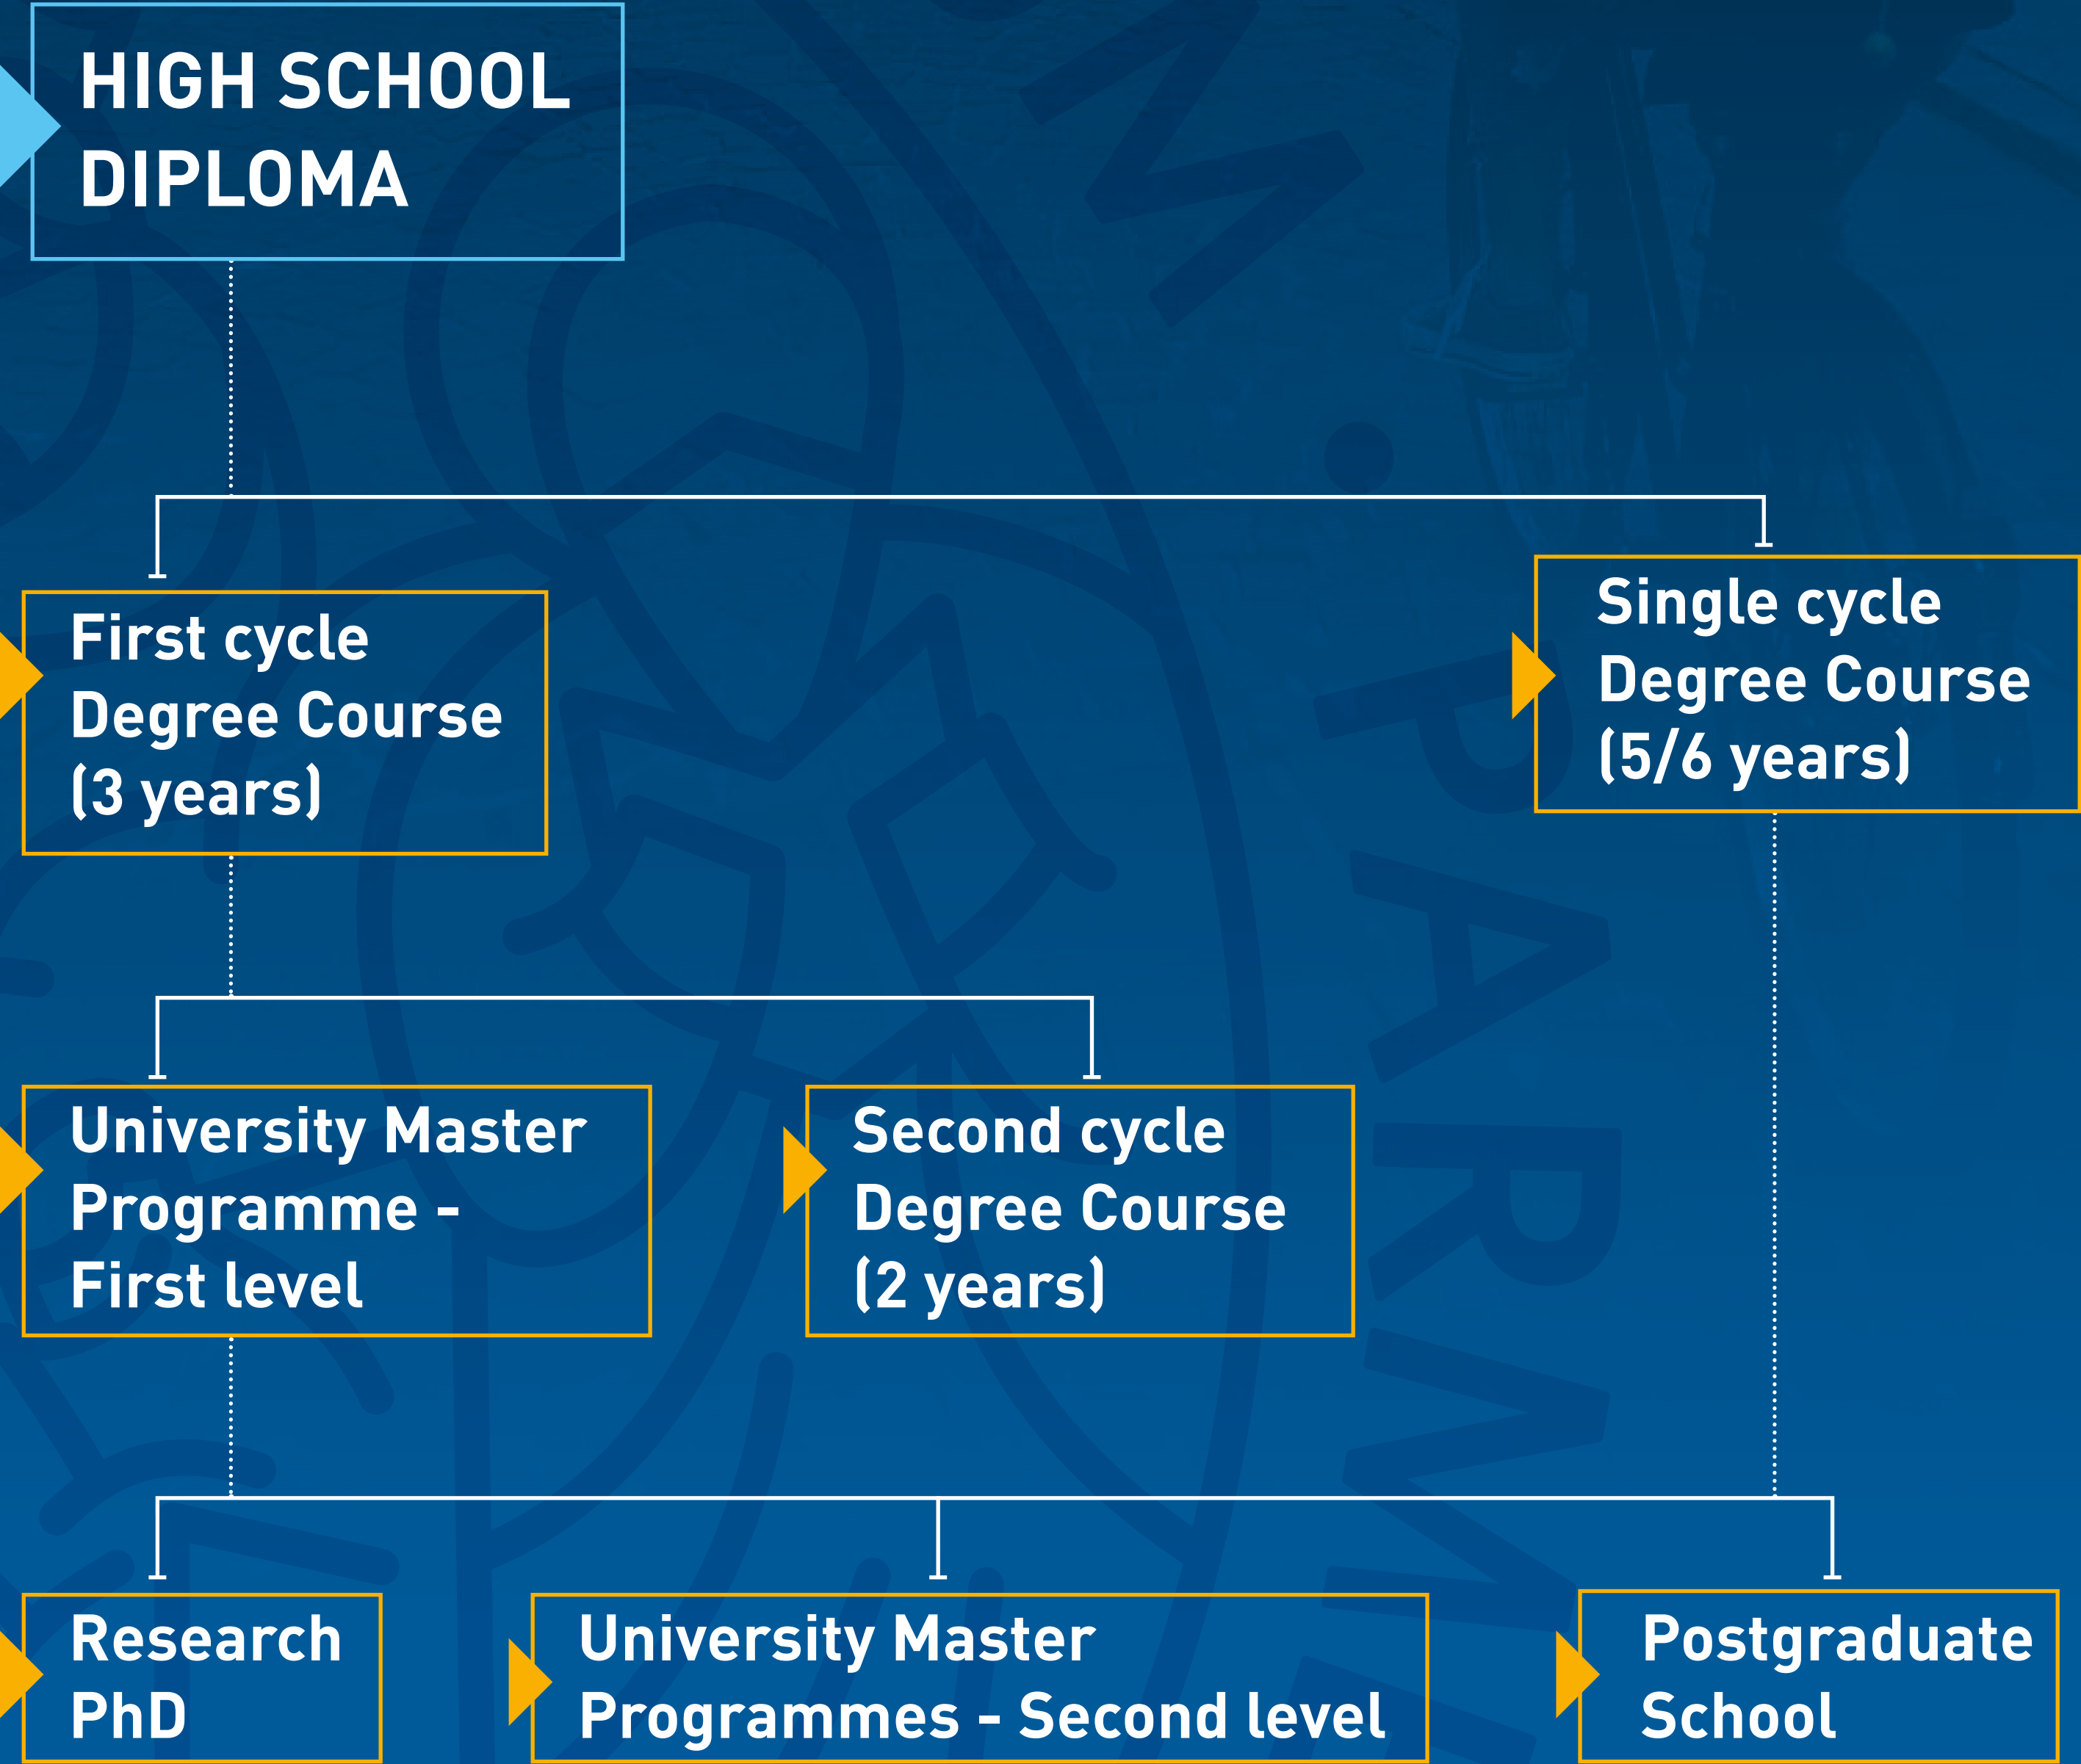 HIGH SCHOOL
DIPLOMA
First cycle
Degree Course
(3 years)
Single cycle
Degree Course
(5/6 years)
University Master
Programme -
First level
Second cycle
Degree Course
(2 years)
Research
PhD
University Master
Programmes - Second level
Postgraduate
School